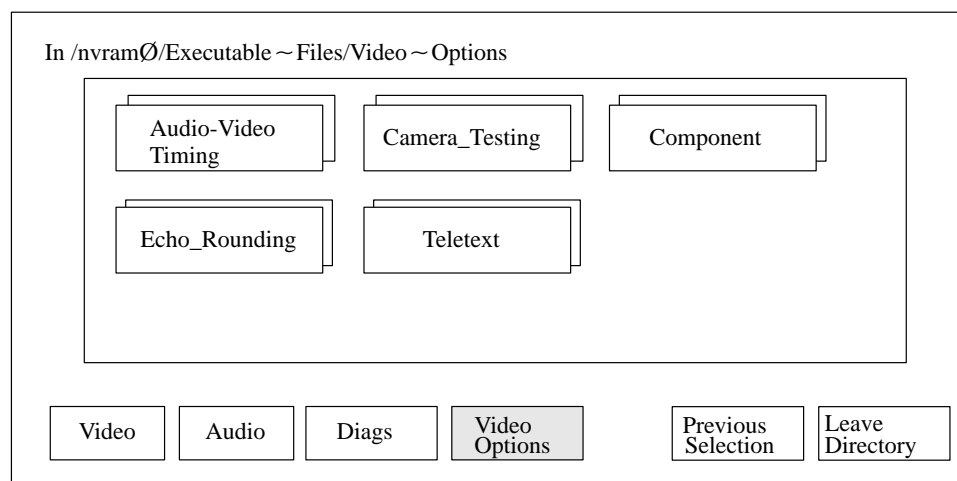 In /nvramØ/Executable~Files/Video~Options
Audio-Video
Timing
Camera_Testing
Component
Echo_Rounding
Teletext
Video
Audio
Diags
Video
Options
Previous
Selection
Leave
Directory